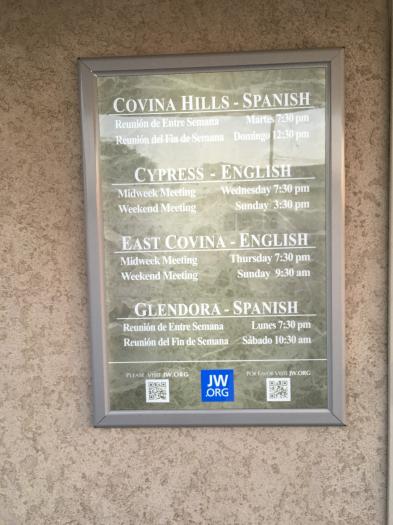 COVINA HILLS - SPANISH
Reunión de Entre Semana Martes 7:30 pm
Reunión del Fin de Semana Domingo 12:30 pm
CYPRESS - ENGLISH
Midweek Meeting Wednesday 7:30 pm
Weekend Meeting Sunday 3:30 pm
EAST COVINA - ENGLISH
Midweek Meeting Thursday 7:30 pm
Weekend Meeting Sunday 9:30 am
GLENDORA - SPANISH
Reunión de Entre Semana Lunes 7:30 pm
Reunión del Fin de Semana Sábado 10:30 am
PLEASE VISIT JW.ORG
POR FAVOR VISITE JW.ORG
JW
.ORG